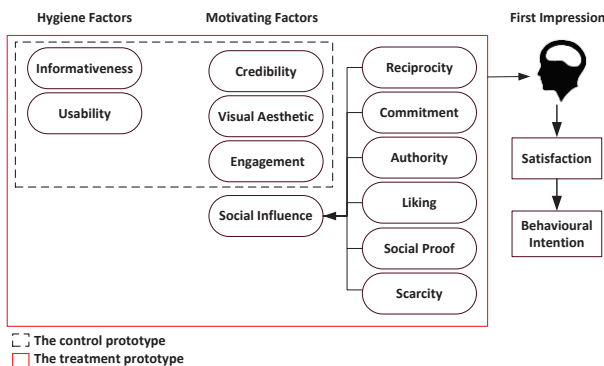 Hygiene Factors
Motivating Factors
First Impression
Informativeness
Usability
Credibility
Visual Aesthetic
Engagement
Social Influence
Reciprocity
Commitment
Authority
Liking
Social Proof
Scarcity
Satisfaction
Behavioural
Intention
The control prototype
The treatment prototype